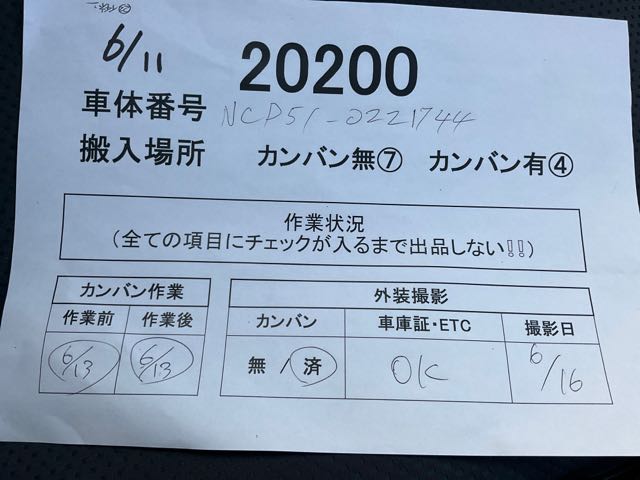 6/11
20200
車体番号 NCP51-0221744
搬入場所 カンバン無⑦ カンバン有④
作業状況
(全ての項目にチェックが入るまで出品しない!!)
カンバン作業
作業前 作業後
6/13 6/13
外装撮影
カンバン 車庫証・ETC 撮影日
無 / 済 OK 6/16